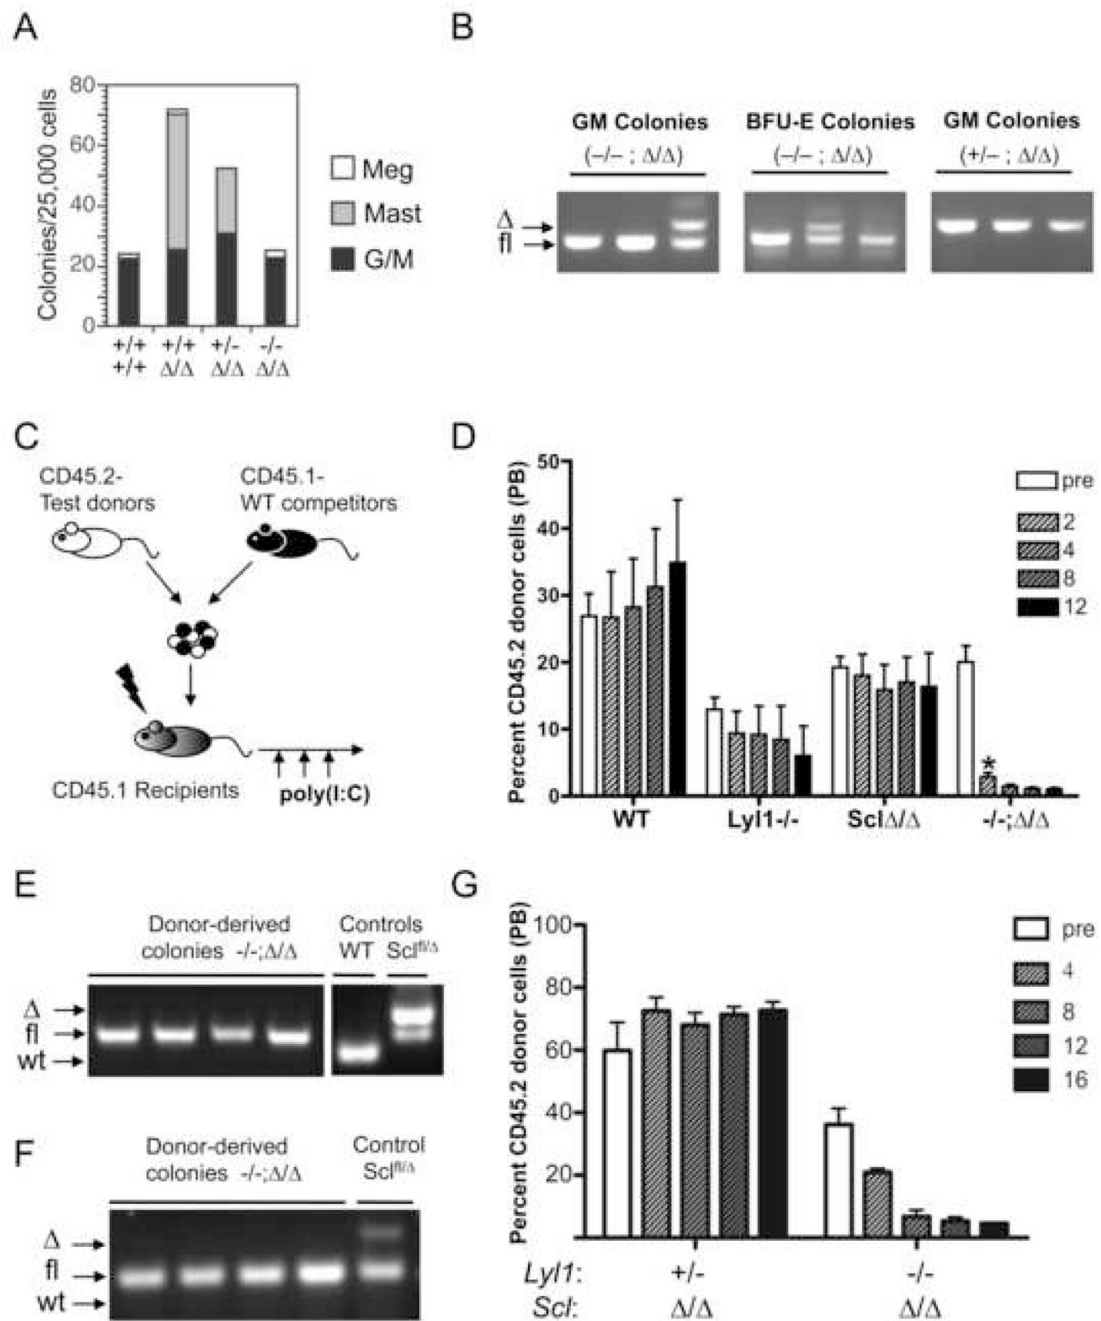 A
Colonies/25,000 cells
80
60
40
20
0
Meg
Mast
G/M
+/+ +/+ +/- -/-
+/+ Δ/Δ Δ/Δ Δ/Δ
B
GM Colonies BFU-E Colonies GM Colonies
(–/– ; Δ/Δ) (–/– ; Δ/Δ) (+/– ; Δ/Δ)
Δ
fl
C
CD45.2- CD45.1-
Test donors WT competitors
CD45.1 Recipients poly(I:C)
D
Percent CD45.2 donor cells (PB)
50
40
30
20
10
0
pre
2
4
8
12
*
WT Lyl1-/- SclΔ/Δ -/-;Δ/Δ
E
Donor-derived Controls
colonies -/-;Δ/Δ WT Sclfl/Δ
Δ
fl
wt
F
Donor-derived Control
colonies -/-;Δ/Δ Sclfl/Δ
Δ
fl
wt
G
Percent CD45.2 donor cells (PB)
100
80
60
40
20
pre
4
8
12
16
Lyl1: +/- -/-
Scl: Δ/Δ Δ/Δ